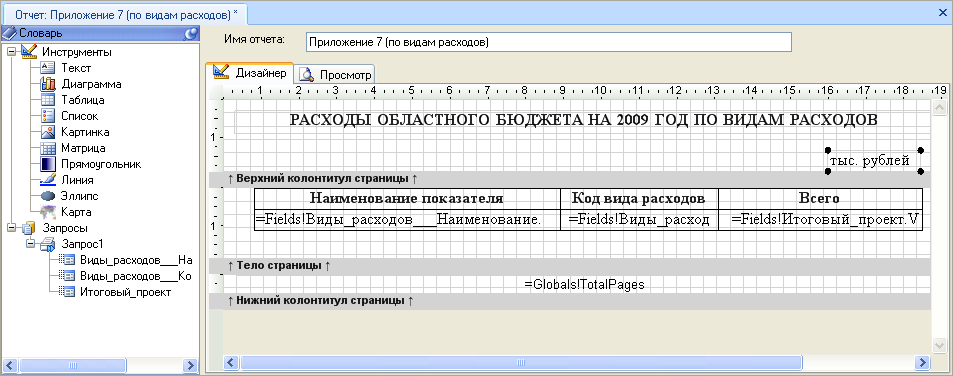 Отчет: Приложение 7 (по видам расходов) *
Словарь
Инструменты
Текст
Диаграмма
Таблица
Список
Картинка
Матрица
Прямоугольник
Линия
Эллипс
Карта
Запросы
Запрос1
Виды_расходов___На
Виды_расходов___Ко
Итоговый_проект
Имя отчета:
Приложение 7 (по видам расходов)
Дизайнер
Просмотр
1 2 3 4 5 6 7 8 9 10 11 12 13 14 15 16 17 18 19
РАСХОДЫ ОБЛАСТНОГО БЮДЖЕТА НА 2009 ГОД ПО ВИДАМ РАСХОДОВ
1
тыс. рублей
↑ Верхний колонтитул страницы ↑
Наименование показателя Код вида расходов Всего
=Fields!Виды_расходов___Наименование. =Fields!Виды_расход =Fields!Итоговый_проект.V
1
↑ Тело страницы ↑
=Globals!TotalPages
↑ Нижний колонтитул страницы ↑